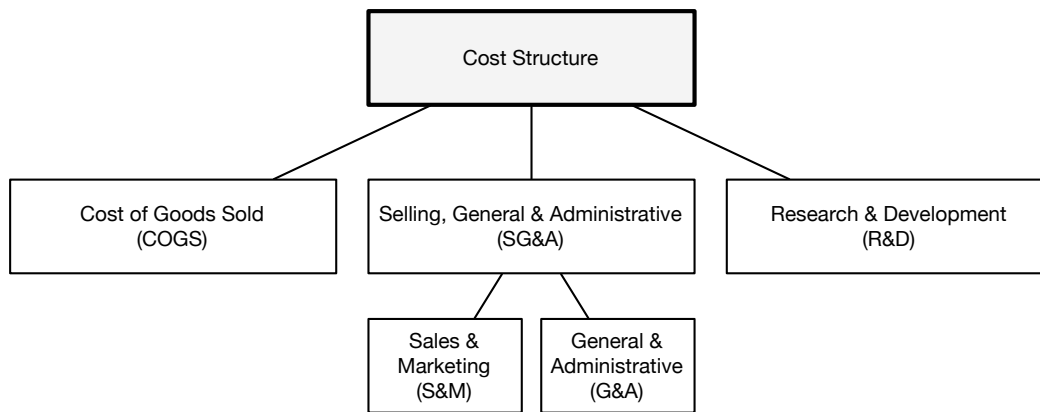 Cost Structure
Cost of Goods Sold
(COGS)
Selling, General & Administrative
(SG&A)
Research & Development
(R&D)
Sales &
Marketing
(S&M)
General &
Administrative
(G&A)